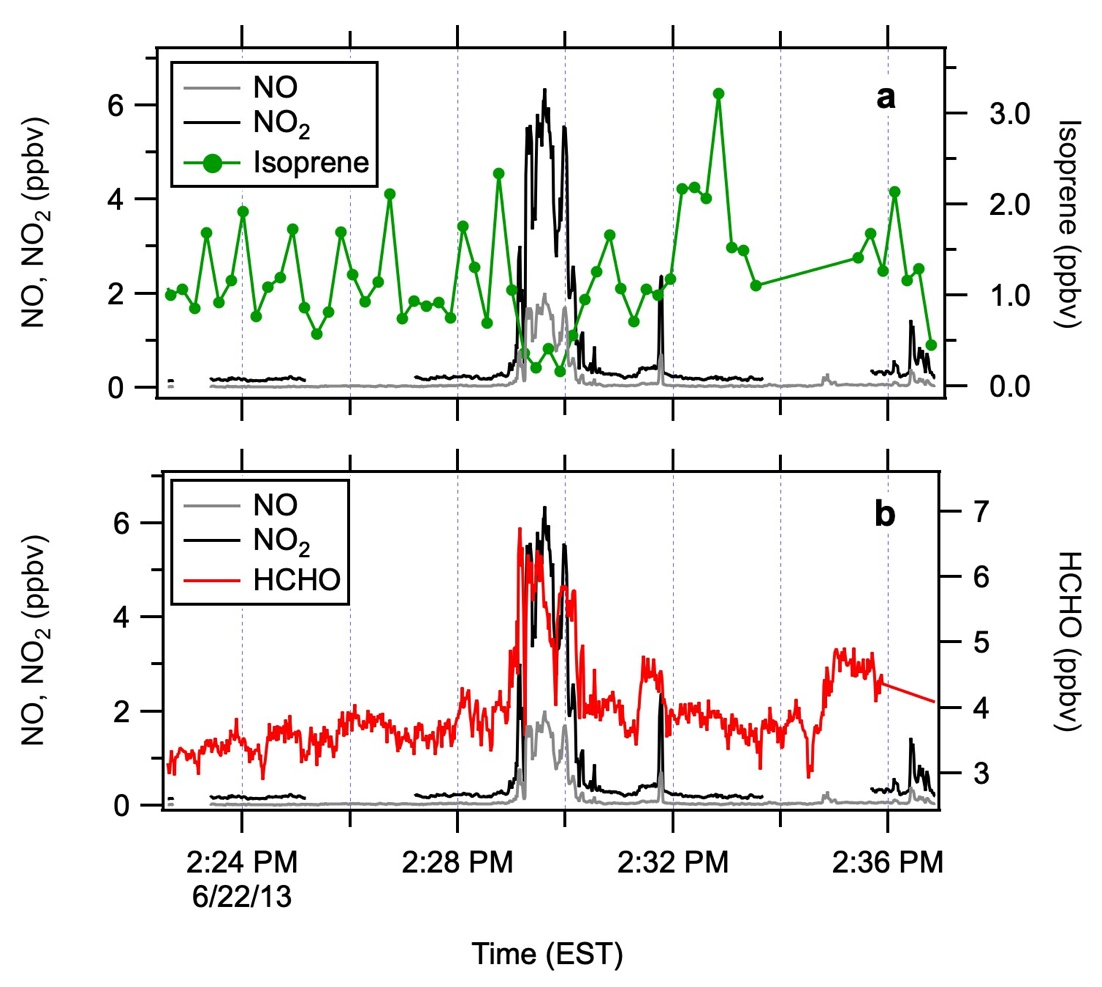 a
NO
NO2
Isoprene
NO, NO2 (ppbv)
6
4
2
0
Isoprene (ppbv)
3.0
2.0
1.0
0.0
b
NO
NO2
HCHO
NO, NO2 (ppbv)
6
4
2
0
HCHO (ppbv)
7
6
5
4
3
2:24 PM 2:28 PM 2:32 PM 2:36 PM
6/22/13
Time (EST)